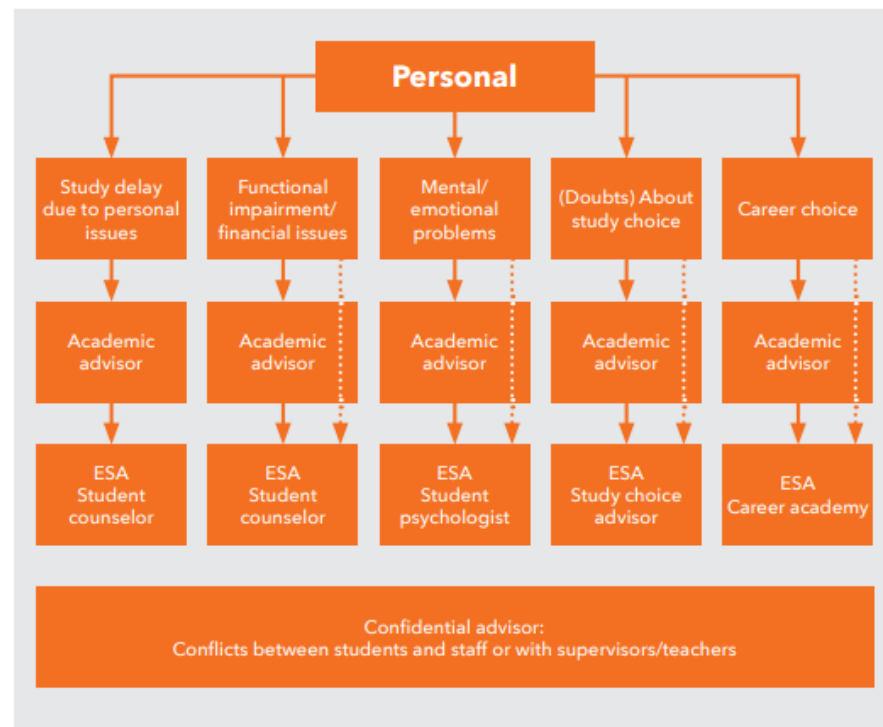 Personal
Study delay
due to personal
issues
Functional
impairment/
financial issues
Mental/
emotional
problems
(Doubts) About
study choice
Career choice
Academic
advisor
Academic
advisor
Academic
advisor
Academic
advisor
Academic
advisor
ESA
Student
counselor
ESA
Student
counselor
ESA
Student
psychologist
ESA
Study choice
advisor
ESA
Career academy
Confidential advisor:
Conflicts between students and staff or with supervisors/teachers